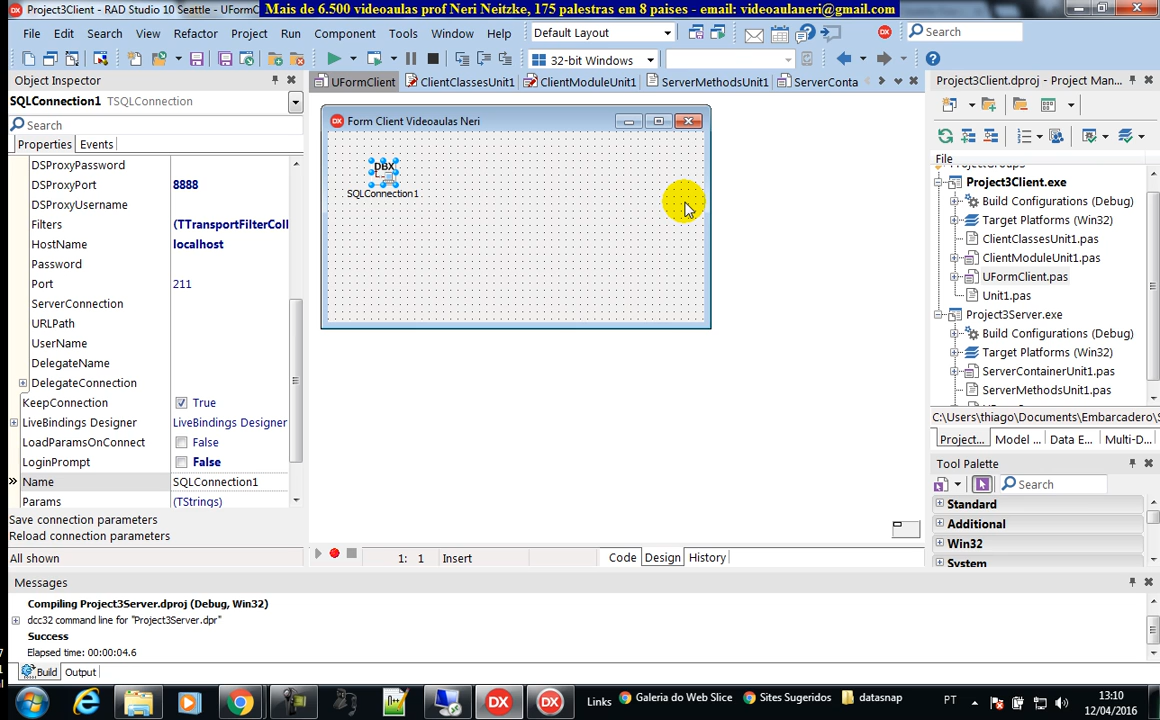 Project3Client - RAD Studio 10 Seattle - UFormC
Mais de 6.500 videoaulas prof Neri Neitzke, 175 palestras em 8 paises - email: videoaulaneri@gmail.com
File Edit Search View Refactor Project Run Component Tools Window Help
Default Layout
Search
32-bit Windows
Object Inspector
SQLConnection1 TSQLConnection
Search
Properties Events
DSProxyPassword
DSProxyPort 8888
DSProxyUsername
Filters (TTransportFilterColl
HostName localhost
Password
Port 211
ServerConnection
URLPath
UserName
DelegateName
DelegateConnection
KeepConnection True
LiveBindings Designer LiveBindings Designer
LoadParamsOnConnect False
LoginPrompt False
Name SQLConnection1
Params (TStrings)
Save connection parameters
Reload connection parameters
All shown
UFormClient ClientClassesUnit1 ClientModuleUnit1 ServerMethodsUnit1 ServerConta
Form Client Videoaulas Neri
DBX
SQLConnection1
1: 1 Insert
Code Design History
Project3Client.dproj - Project Man...
File
ProjectGroup5
Project3Client.exe
Build Configurations (Debug)
Target Platforms (Win32)
ClientClassesUnit1.pas
ClientModuleUnit1.pas
UFormClient.pas
Unit1.pas
Project3Server.exe
Build Configurations (Debug)
Target Platforms (Win32)
ServerContainerUnit1.pas
ServerMethodsUnit1.pas
C:\Users\thiago\Documents\Embarcadero\S
Project... Model ... Data E... Multi-D...
Tool Palette
Search
Standard
Additional
Win32
System
Messages
Compiling Project3Server.dproj (Debug, Win32)
dcc32 command line for "Project3Server.dpr"
Success
Elapsed time: 00:00:04.6
Build Output
Links
Galeria do Web Slice
Sites Sugeridos
datasnap
PT
13:10
12/04/2016